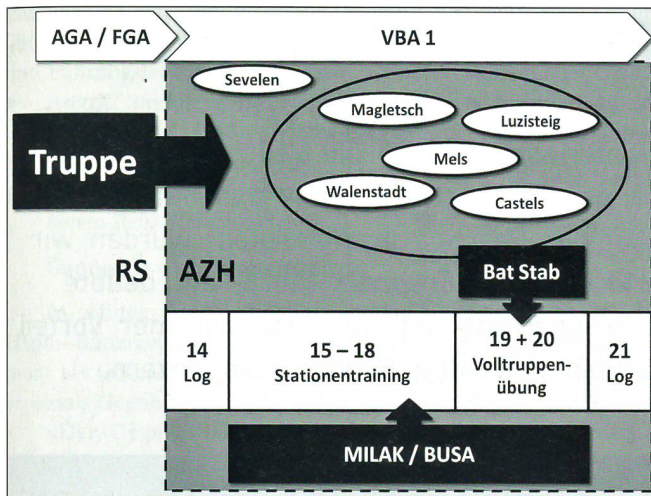 AGA / FGA
VBA 1
Sevelen
Magletsch
Luzisteig
Truppe
Mels
Walenstadt
Castels
RS AZH
Bat Stab
14
Log
15 – 18
Stationentraining
19 + 20
Volltruppen-
übung
21
Log
MILAK / BUSA